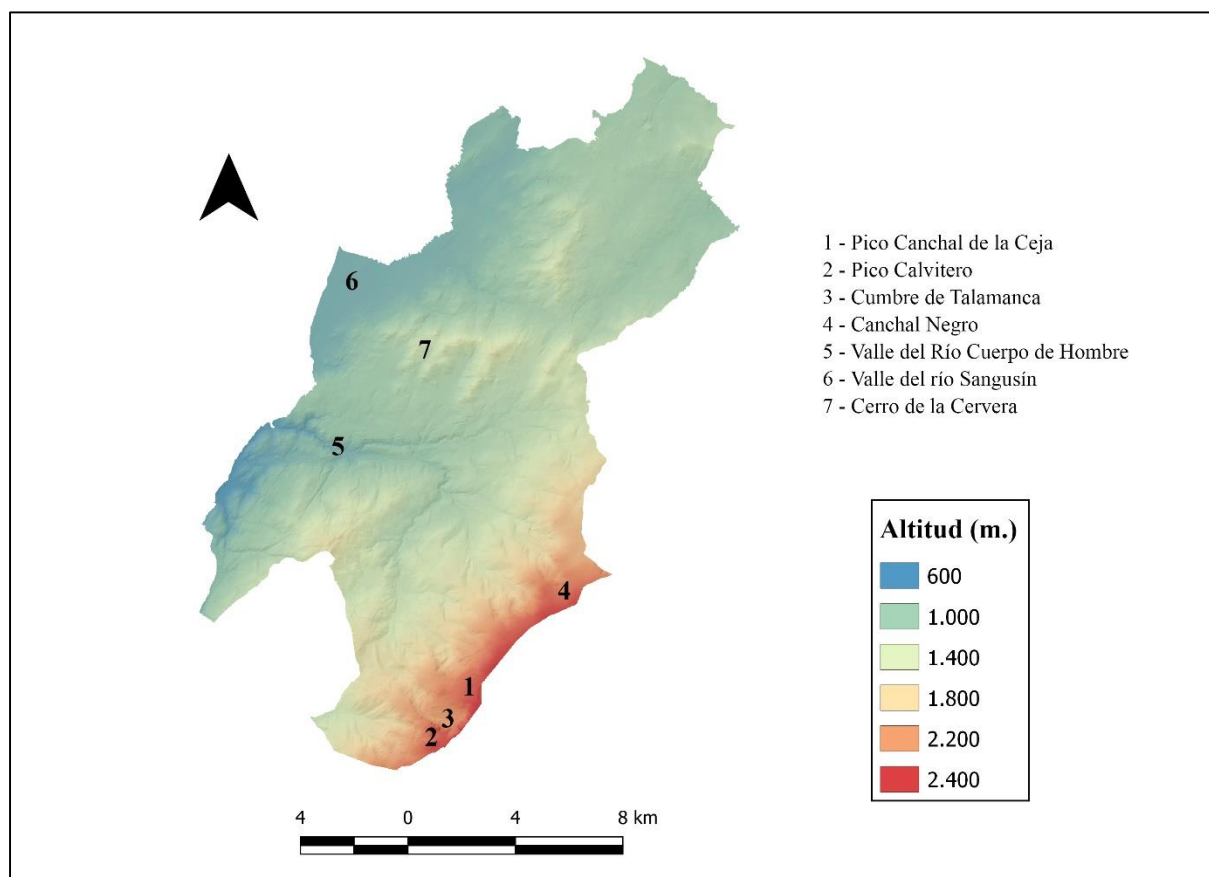 1 - Pico Canchal de la Ceja
2 - Pico Calvitero
3 - Cumbre de Talamanca
4 - Canchal Negro
5 - Valle del Río Cuerpo de Hombre
6 - Valle del río Sangusín
7 - Cerro de la Cervera
6
7
5
4
1
3
2
Altitud (m.)
600
1.000
1.400
1.800
2.200
2.400
4 0 4 8 km